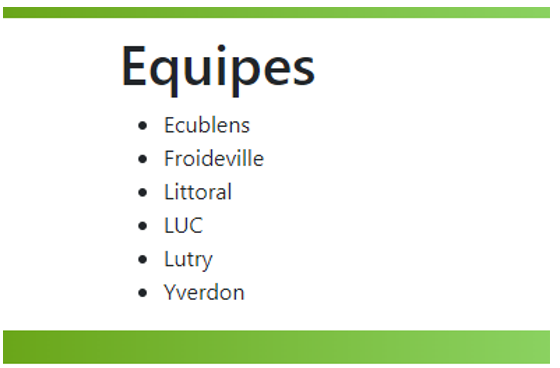 Equipes
Ecublens
Froideville
Littoral
LUC
Lutry
Yverdon